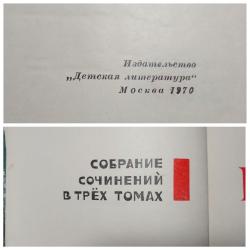 Издательство
„Детская литература“
Москва 1970
СОБРАНИЕ
СОЧИНЕНИЙ
В ТРЁХ ТОМАХ